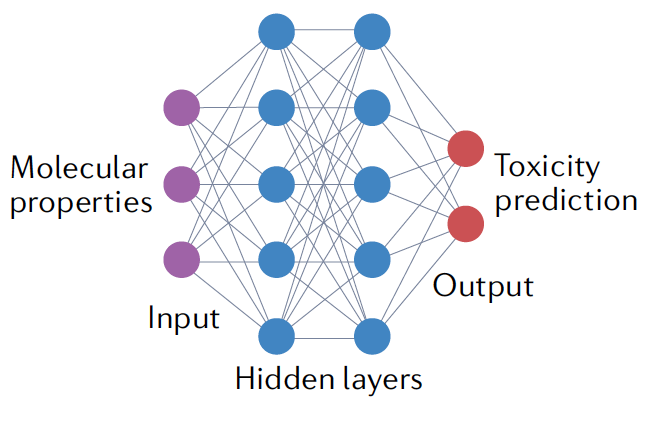 Molecular
properties
Toxicity
prediction
Input
Output
Hidden layers